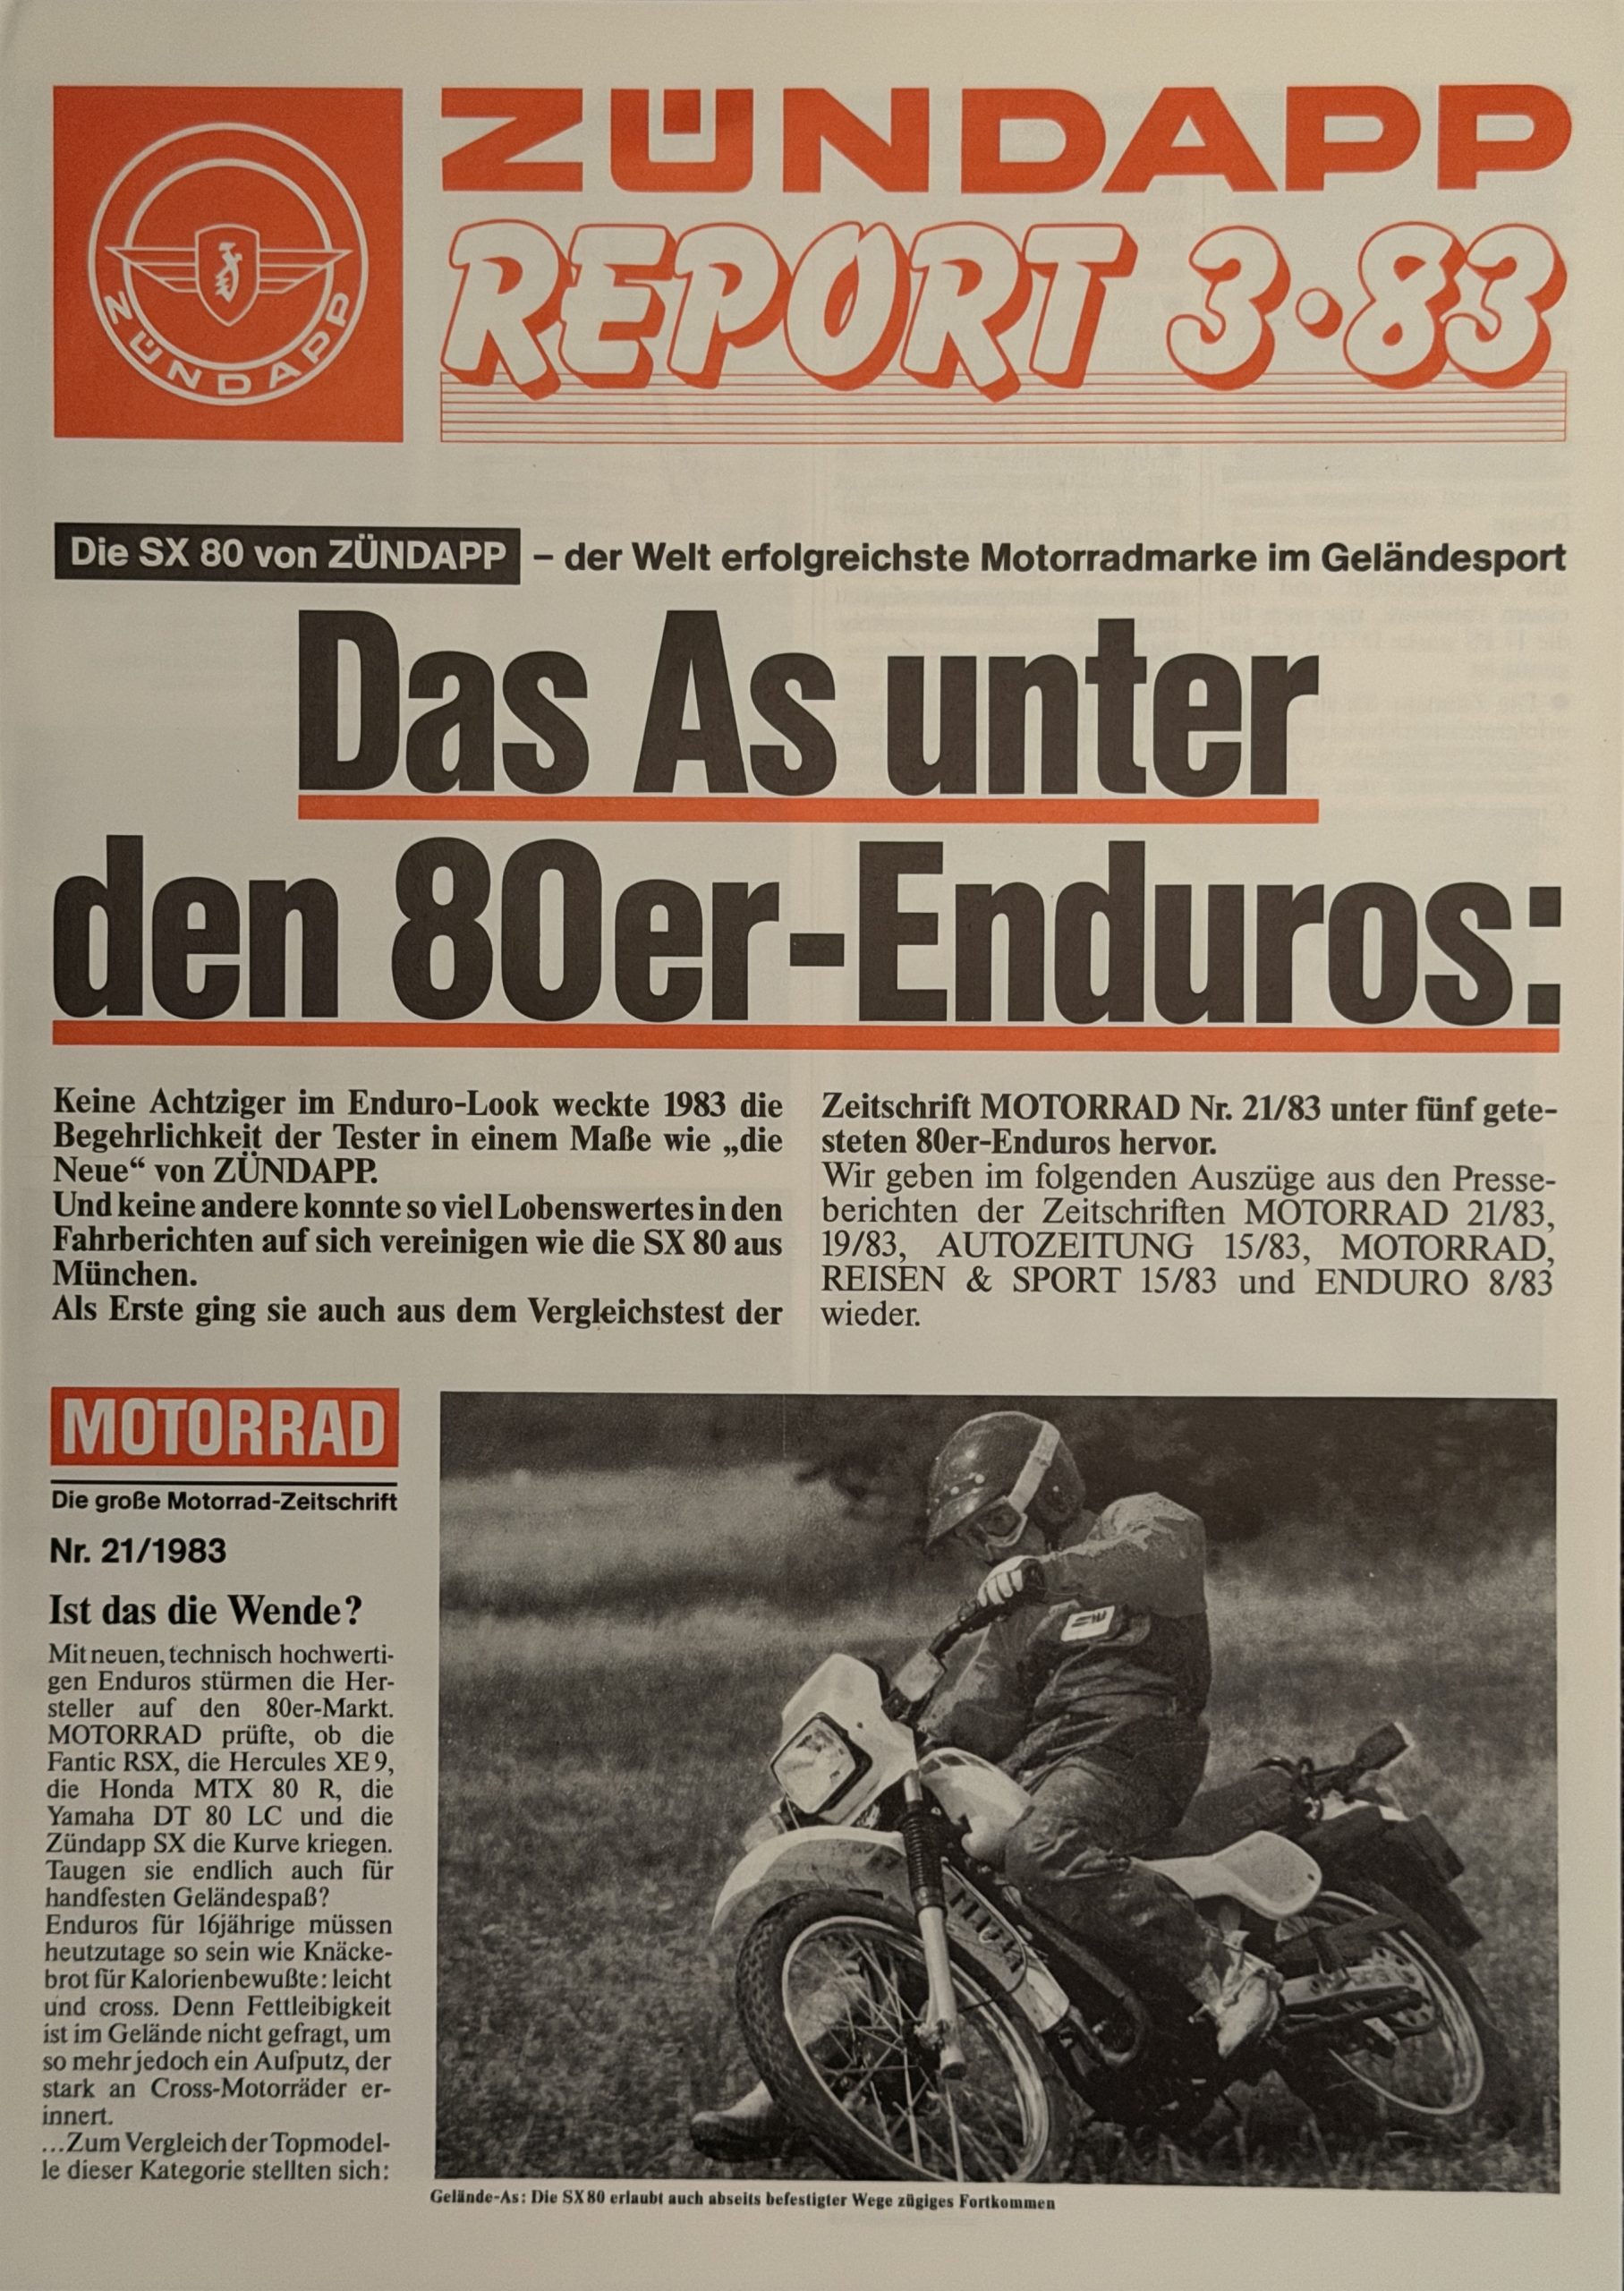 ZÜNDAPP
ZÜNDAPP
REPORT 3·83
Die SX 80 von ZÜNDAPP – der Welt erfolgreichste Motorradmarke im Geländesport
Das As unter
den 80er-Enduros:
Keine Achtziger im Enduro-Look weckte 1983 die
Begehrlichkeit der Tester in einem Maße wie „die
Neue“ von ZÜNDAPP.
Und keine andere konnte so viel Lobenswertes in den
Fahrberichten auf sich vereinigen wie die SX 80 aus
München.
Als Erste ging sie auch aus dem Vergleichstest der
Zeitschrift MOTORRAD Nr. 21/83 unter fünf gete-
steten 80er-Enduros hervor.
Wir geben im folgenden Auszüge aus den Presse-
berichten der Zeitschriften MOTORRAD 21/83,
19/83, AUTOZEITUNG 15/83, MOTORRAD,
REISEN & SPORT 15/83 und ENDURO 8/83
wieder.
MOTORRAD
Die große Motorrad-Zeitschrift
Nr. 21/1983
Ist das die Wende?
Mit neuen, technisch hochwerti-
gen Enduros stürmen die Her-
steller auf den 80er-Markt.
MOTORRAD prüfte, ob die
Fantic RSX, die Hercules XE 9,
die Honda MTX 80 R, die
Yamaha DT 80 LC und die
Zündapp SX die Kurve kriegen.
Taugen sie endlich auch für
handfesten Geländespaß?
Enduros für 16jährige müssen
heutzutage so sein wie Knäcke-
brot für Kalorienbewußte: leicht
und cross. Denn Fettleibigkeit
ist im Gelände nicht gefragt, um
so mehr jedoch ein Aufputz, der
stark an Cross-Motorräder er-
innert.
...Zum Vergleich der Topmodel-
le dieser Kategorie stellten sich:
Gelände-As: Die SX 80 erlaubt auch abseits befestigter Wege zügiges Fortkommen